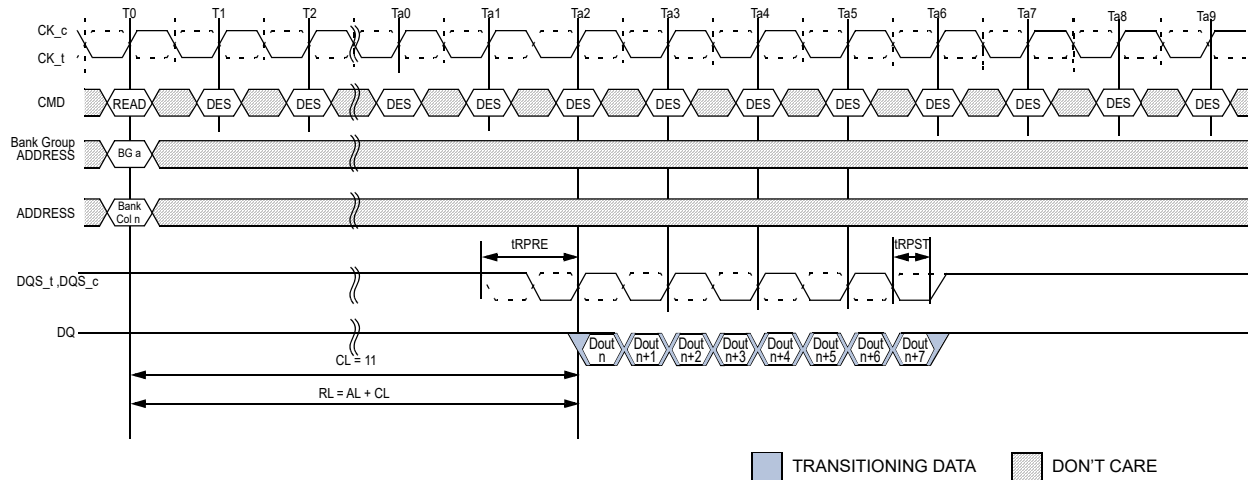 T0 T1 T2 Ta0 Ta1 Ta2 Ta3 Ta4 Ta5 Ta6 Ta7 Ta8 Ta9
CK_c
CK_t
CMD READ DES DES DES DES DES DES DES DES DES DES DES DES
Bank Group
ADDRESS
BG a
ADDRESS
Bank
Col n
tRPRE tRPST
DQS_t ,DQS_c
DQ
Dout Dout Dout Dout Dout Dout Dout Dout
n n+1 n+2 n+3 n+4 n+5 n+6 n+7
CL = 11
RL = AL + CL
TRANSITIONING DATA DON'T CARE